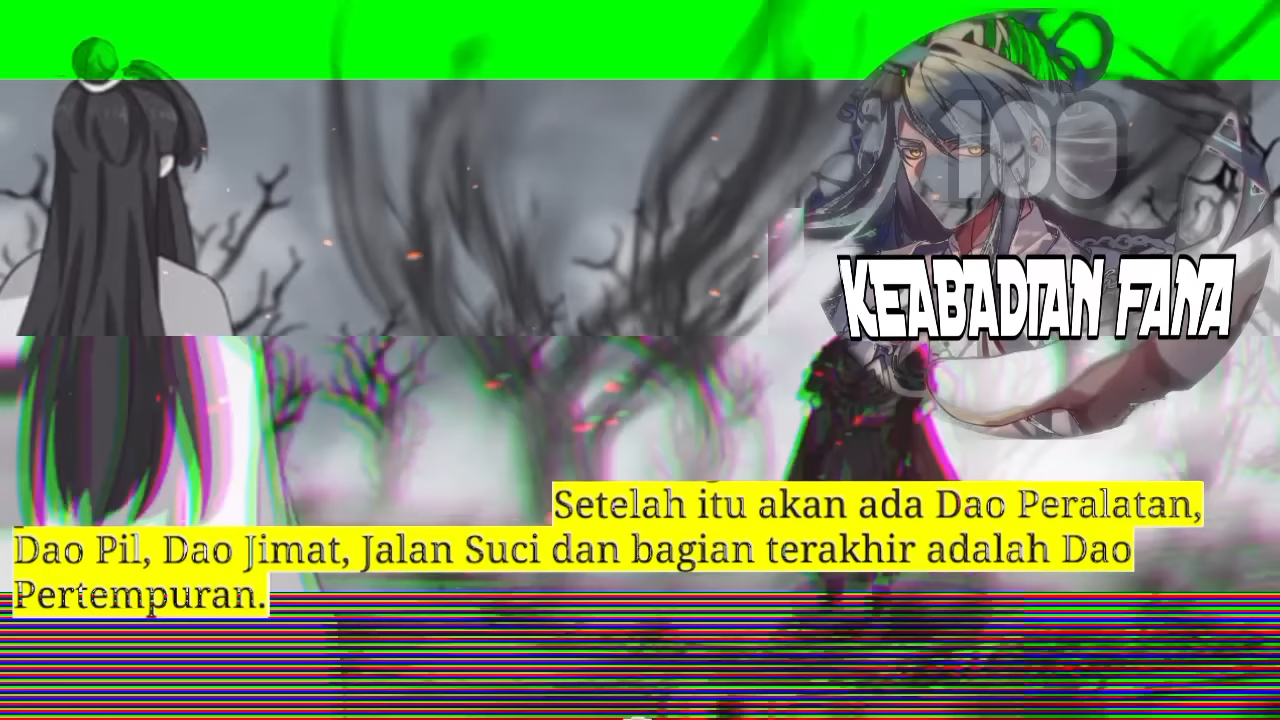 100
KEABADIAN FANA
Setelah itu akan ada Dao Peralatan,
Dao Pil, Dao Jimat, Jalan Suci dan bagian terakhir adalah Dao
Pertempuran.